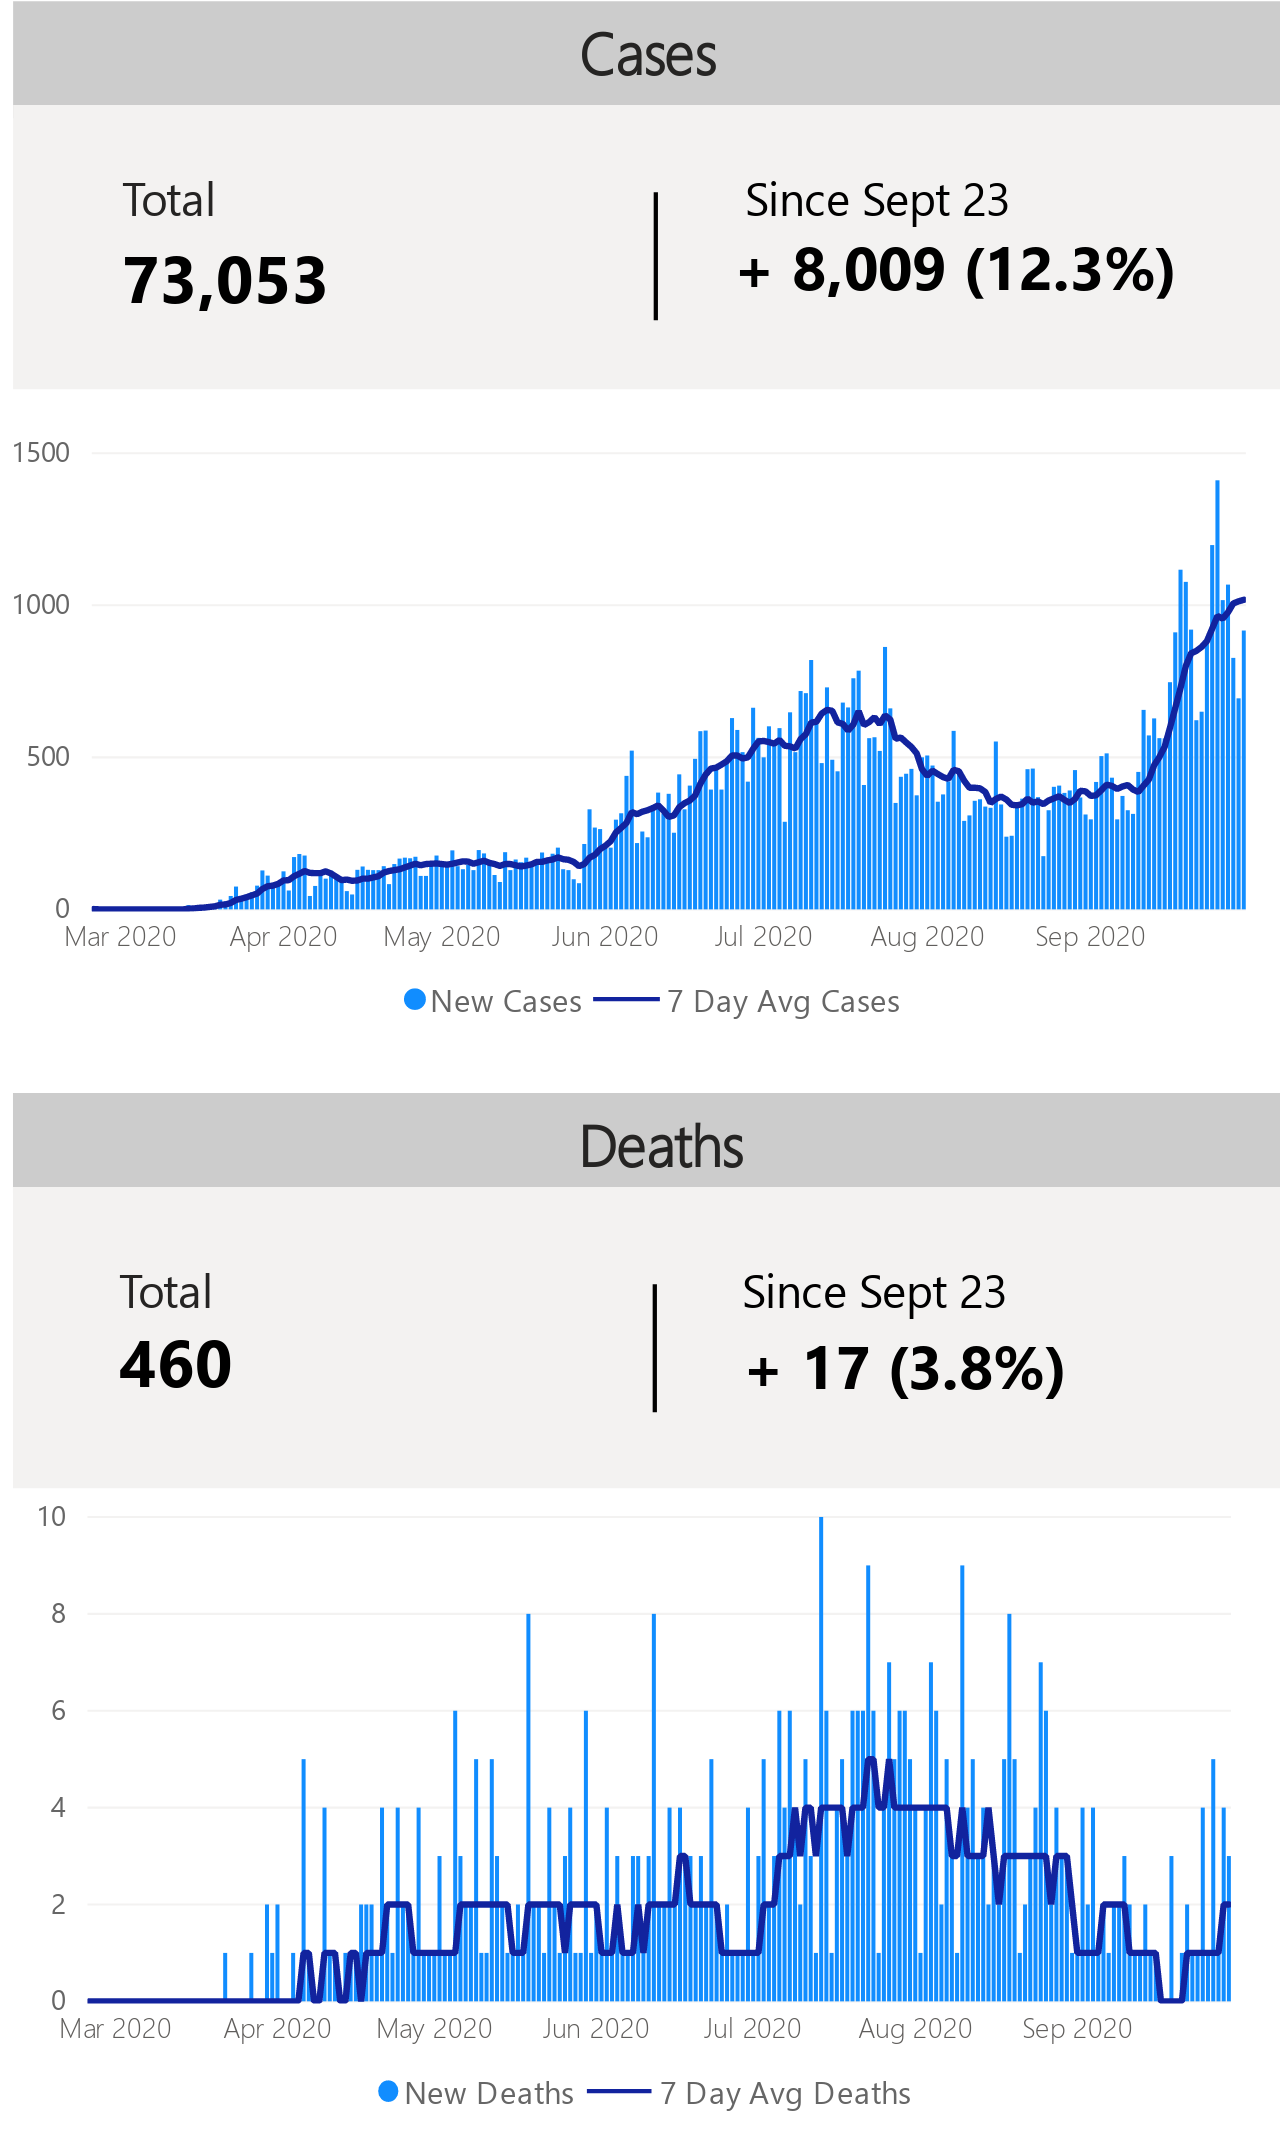 Cases
Total
Since Sept 23
73,053
+ 8,009 (12.3%)
1500
1000
500
0
Mar 2020 Apr 2020 May 2020 Jun 2020 Jul 2020 Aug 2020 Sep 2020
New Cases 7 Day Avg Cases
Deaths
Total
Since Sept 23
460
+ 17 (3.8%)
10
8
6
4
2
0
Mar 2020 Apr 2020 May 2020 Jun 2020 Jul 2020 Aug 2020 Sep 2020
New Deaths 7 Day Avg Deaths